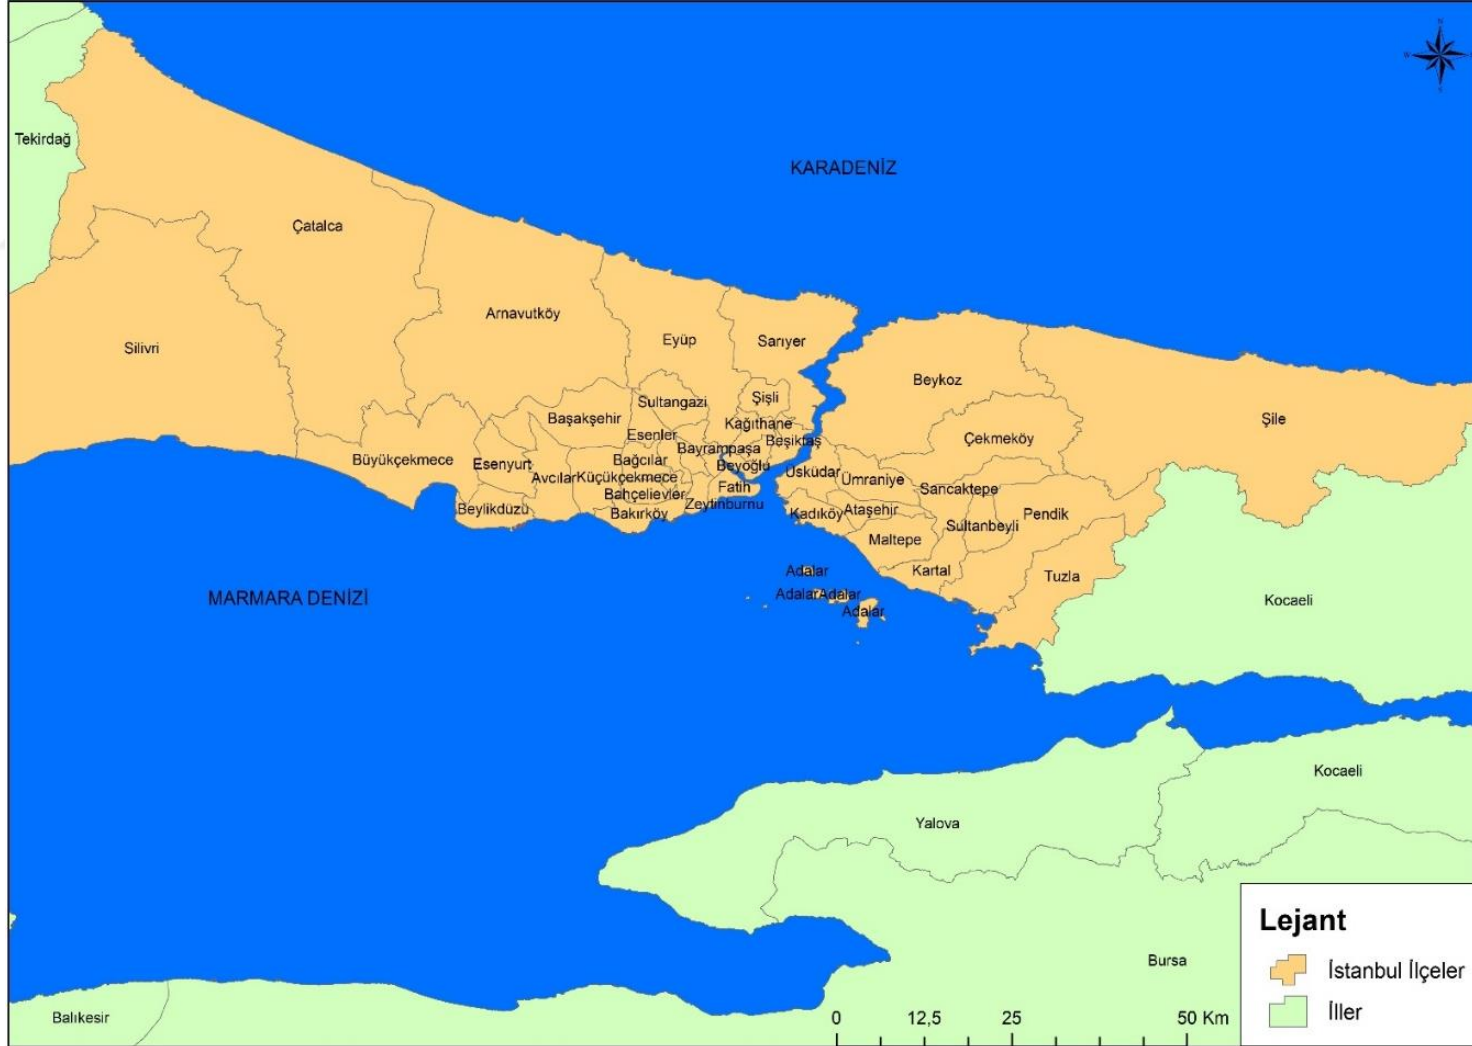 N
W
E
S
Tekirdağ
KARADENİZ
Çatalca
Arnavutköy
Silivri
Eyüp
Sarıyer
Beykoz
Şişli
Sultangazi
Başakşehir
Kağıthane
Şile
Esenler
Beşiktaş
Çekmeköy
Bayrampaşa
Büyükçekmece
Esenyurt
Bağcılar
Beyoğlu
Üsküdar
Avcılar
Küçükçekmece
Ümraniye
Fatih
Sancaktepe
Bahçelievler
Zeytinburnu
Beylikdüzü
Bakırköy
Kadıköy
Ataşehir
Pendik
Sultanbeyli
Maltepe
Adalar
Kartal
Tuzla
Adalar
Adalar
Adalar
MARMARA DENİZİ
Kocaeli
Kocaeli
Yalova
Bursa
Balıkesir
Lejant
İstanbul İlçeler
İller
0 12,5 25 50 Km